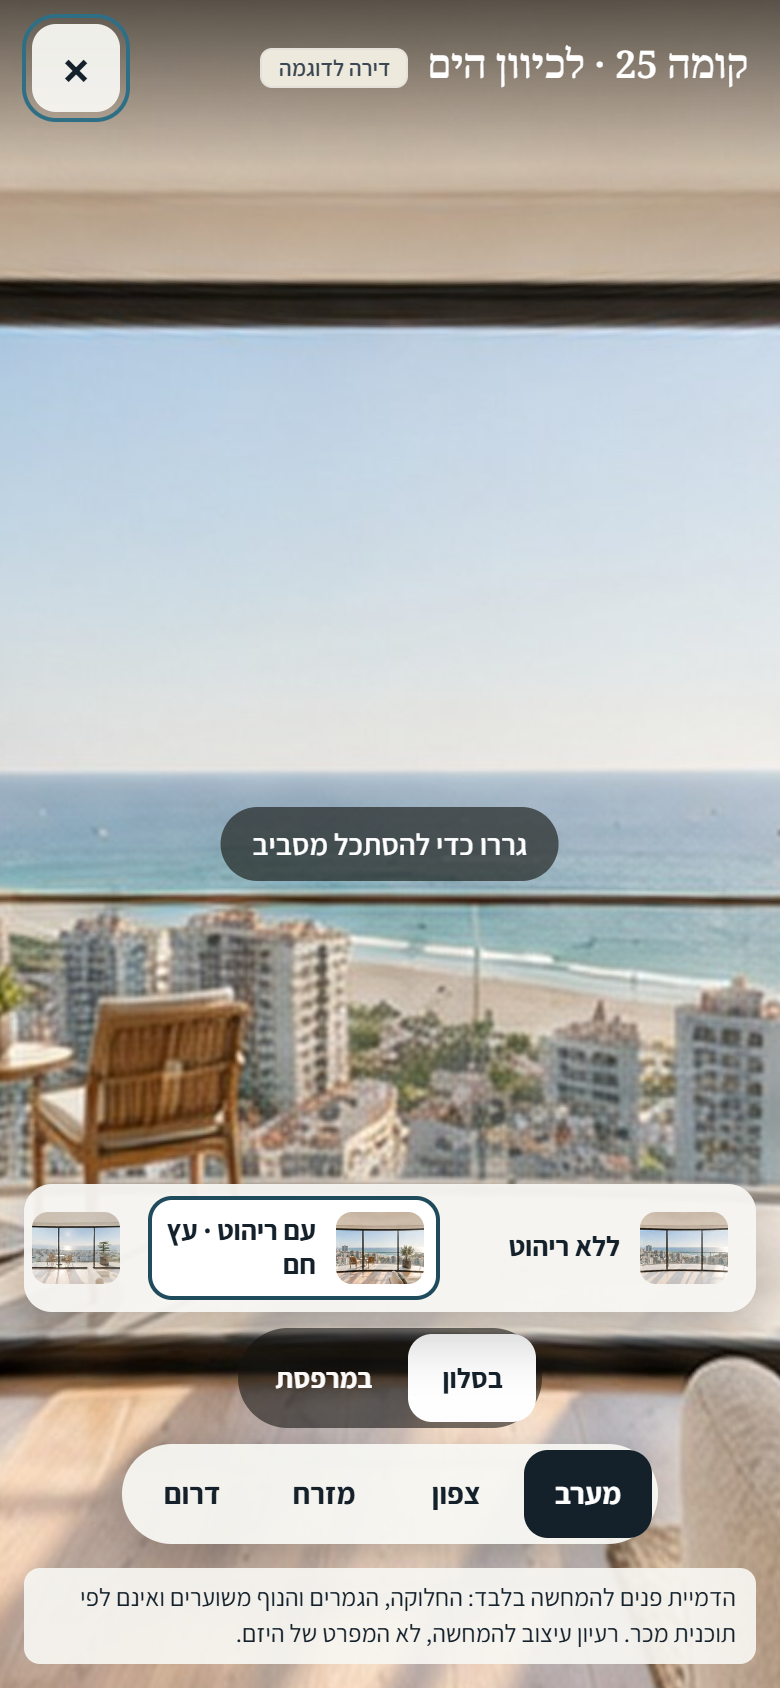 קומה 25 · לכיוון הים
דירה לדוגמה
×
גררו כדי להסתכל מסביב
ללא ריהוט
עם ריהוט · עץ
חם
בסלון
במרפסת
מערב
צפון
מזרח
דרום
הדמיית פנים להמחשה בלבד: החלוקה, הגמרים והנוף משוערים ואינם לפי
תוכנית מכר. רעיון עיצוב להמחשה, לא המפרט של היזם.